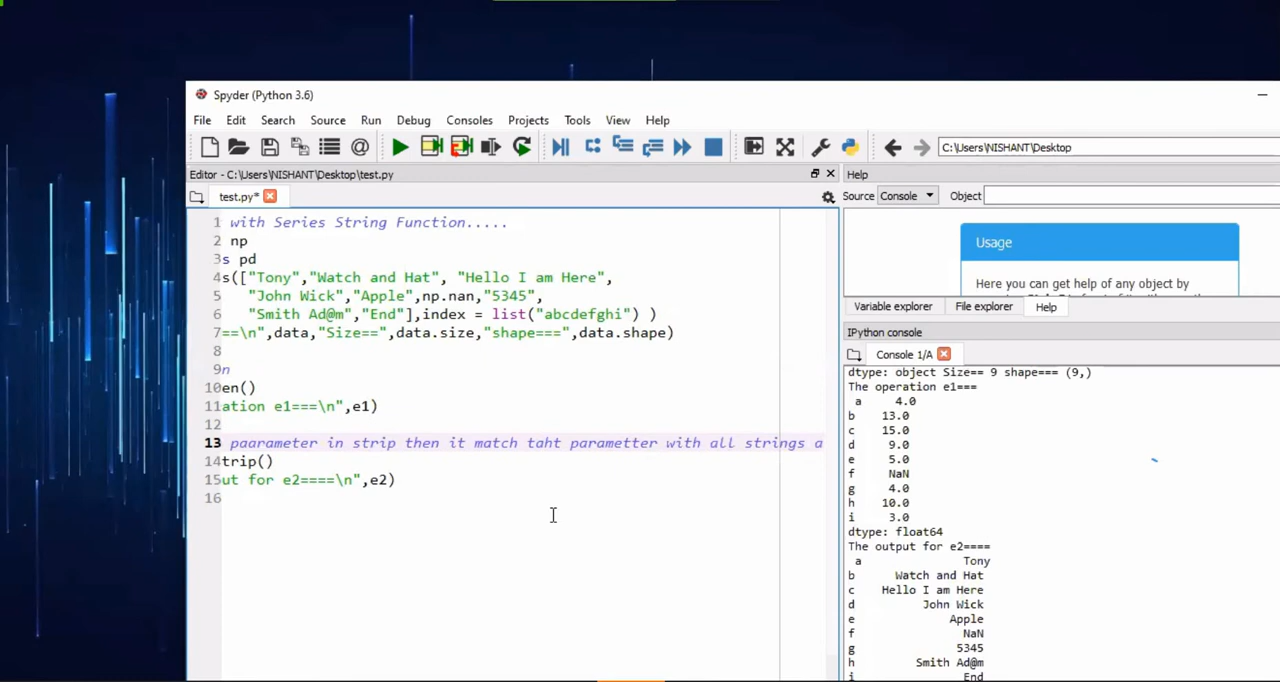 Spyder (Python 3.6)
File Edit Search Source Run Debug Consoles Projects Tools View Help
C:\Users\NISHANT\Desktop
Editor - C:\Users\NISHANT\Desktop\test.py
Help
test.py*
Source Console Object
1 with Series String Function.....
2 np
3 s pd
4 s(["Tony","Watch and Hat", "Hello I am Here",
5 "John Wick","Apple",np.nan,"5345",
6 "Smith Ad@m","End"],index = list("abcdefghi") )
7 ==\n",data,"Size==",data.size,"shape===",data.shape)
8
9 n
10 en()
11 ation e1===\n",e1)
12
13 paarameter in strip then it match taht parametter with all strings a
14 trip()
15 ut for e2====\n",e2)
16
Usage
Here you can get help of any object by
Variable explorer File explorer Help
IPython console
Console 1/A
dtype: object Size== 9 shape=== (9,)
The operation e1===
a 4.0
b 13.0
c 15.0
d 9.0
e 5.0
f NaN
g 4.0
h 10.0
i 3.0
dtype: float64
The output for e2====
a Tony
b Watch and Hat
c Hello I am Here
d John Wick
e Apple
f NaN
g 5345
h Smith Ad@m
i End